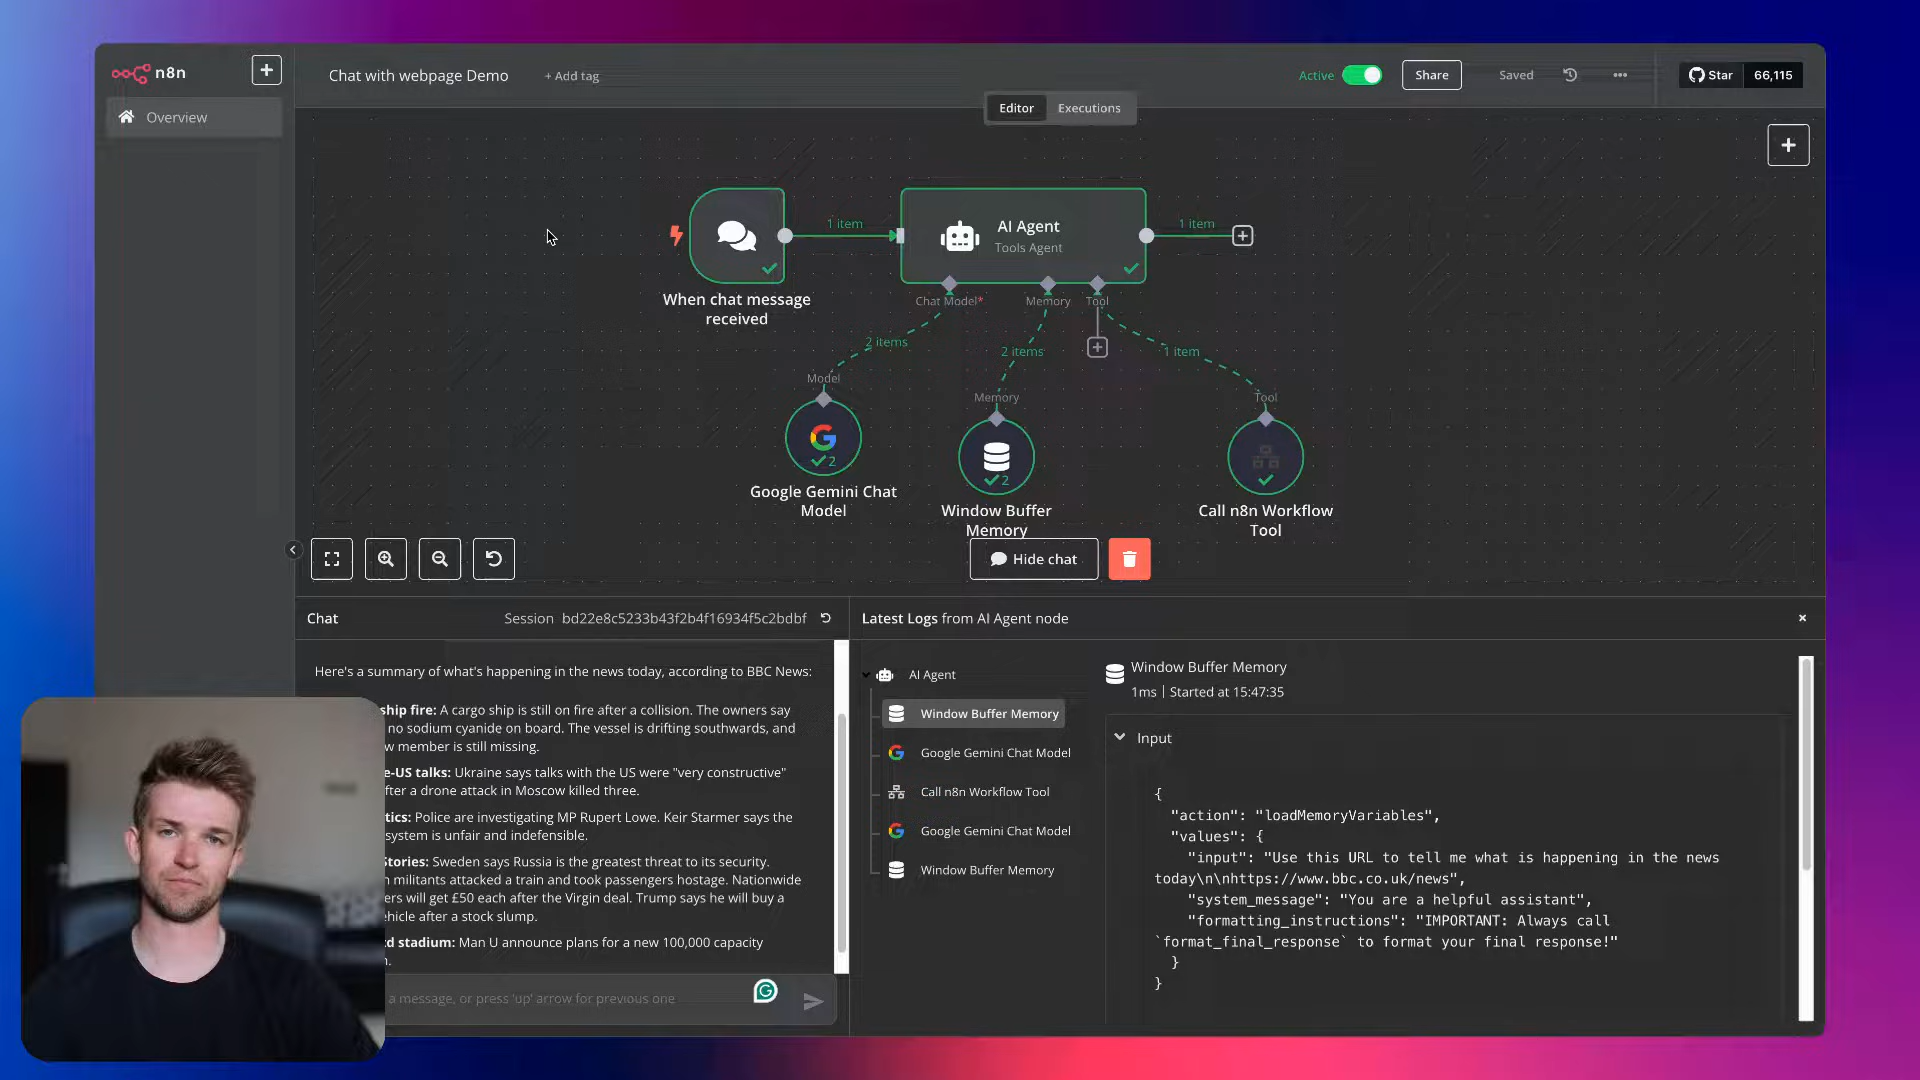 n8n
Overview
Chat with webpage Demo
+ Add tag
Active
Share
Saved
Star 66,115
Editor
Executions
1 item
AI Agent
Tools Agent
1 item
When chat message
received
Chat Model*
Memory
Tool
2 items
2 items
1 item
Model
Memory
Tool
2
2
Google Gemini Chat
Model
Window Buffer
Memory
Call n8n Workflow
Tool
Hide chat
Chat
Session bd22e8c5233b43f2b4f16934f5c2bdbf
Here's a summary of what's happening in the news today, according to BBC News:
ship fire: A cargo ship is still on fire after a collision. The owners say
no sodium cyanide on board. The vessel is drifting southwards, and
w member is still missing.
e-US talks: Ukraine says talks with the US were "very constructive"
fter a drone attack in Moscow killed three.
tics: Police are investigating MP Rupert Lowe. Keir Starmer says the
system is unfair and indefensible.
Stories: Sweden says Russia is the greatest threat to its security.
n militants attacked a train and took passengers hostage. Nationwide
ers will get £50 each after the Virgin deal. Trump says he will buy a
ehicle after a stock slump.
d stadium: Man U announce plans for a new 100,000 capacity
n.
a message, or press 'up' arrow for previous one
Latest Logs from AI Agent node
AI Agent
Window Buffer Memory
Google Gemini Chat Model
Call n8n Workflow Tool
Google Gemini Chat Model
Window Buffer Memory
Window Buffer Memory
1ms | Started at 15:47:35
Input
{
"action": "loadMemoryVariables",
"values": {
"input": "Use this URL to tell me what is happening in the news
today\n\nhttps://www.bbc.co.uk/news",
"system_message": "You are a helpful assistant",
"formatting_instructions": "IMPORTANT: Always call
`format_final_response` to format your final response!"
}
}